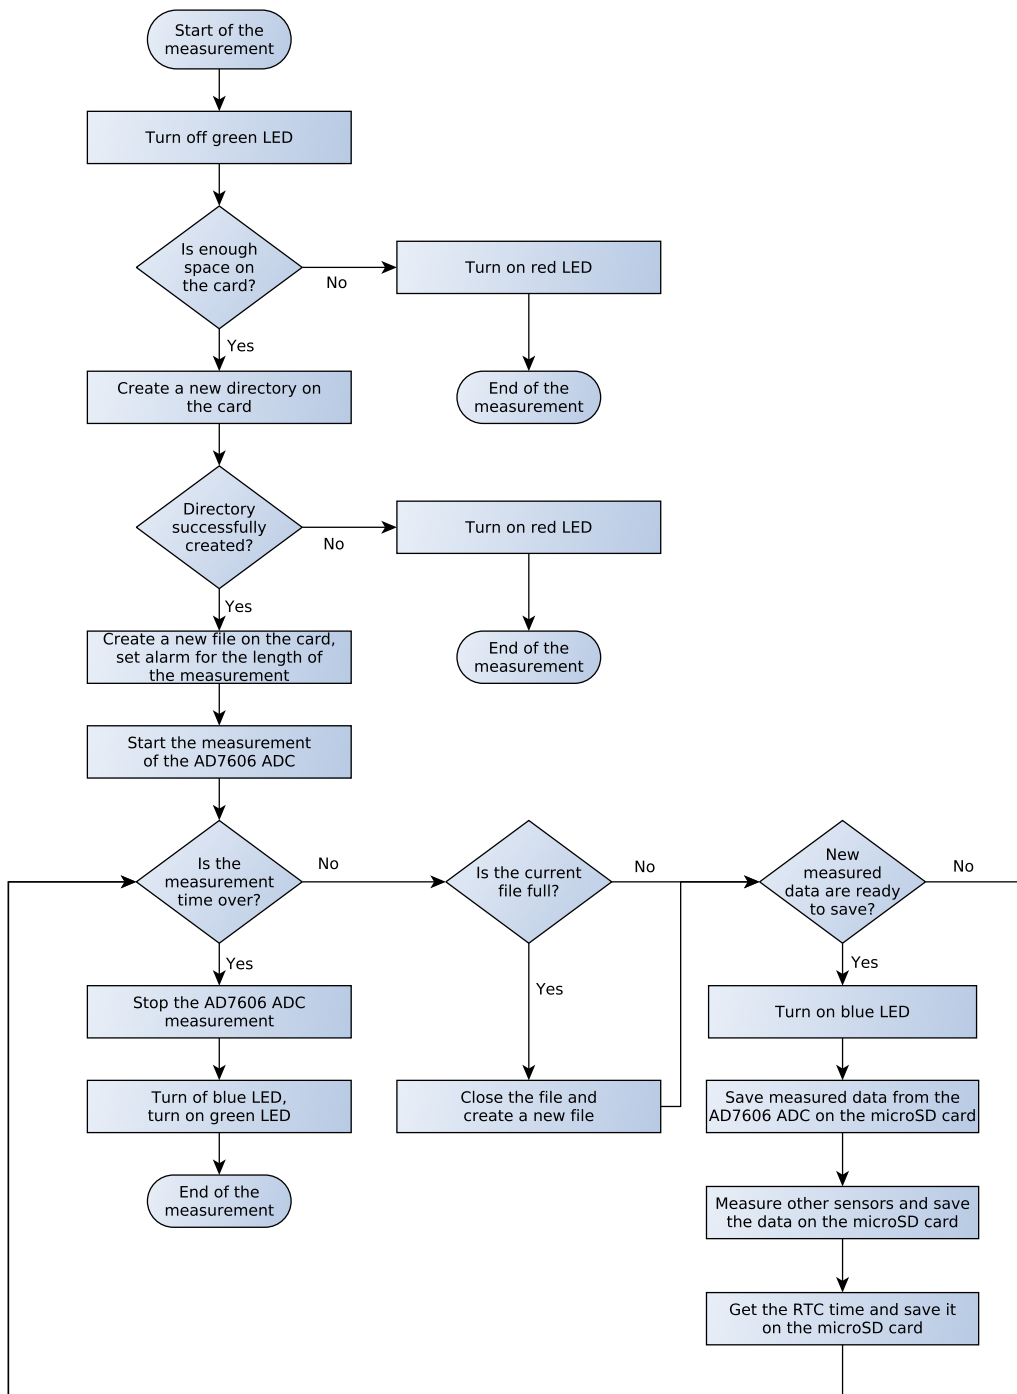 Start of the
measurement
Turn off green LED
Is enough
space on
the card?
No
Turn on red LED
Yes
Create a new directory on
the card
End of the
measurement
Directory
successfully
created?
No
Turn on red LED
Yes
Create a new file on the card,
set alarm for the length of
the measurement
End of the
measurement
Start the measurement
of the AD7606 ADC
Is the
measurement
time over?
No
Is the current
file full?
No
New
measured
data are ready
to save?
No
Yes
Yes
Yes
Stop the AD7606 ADC
measurement
Turn on blue LED
Turn of blue LED,
turn on green LED
Close the file and
create a new file
Save measured data from the
AD7606 ADC on the microSD card
End of the
measurement
Measure other sensors and save
the data on the microSD card
Get the RTC time and save it
on the microSD card